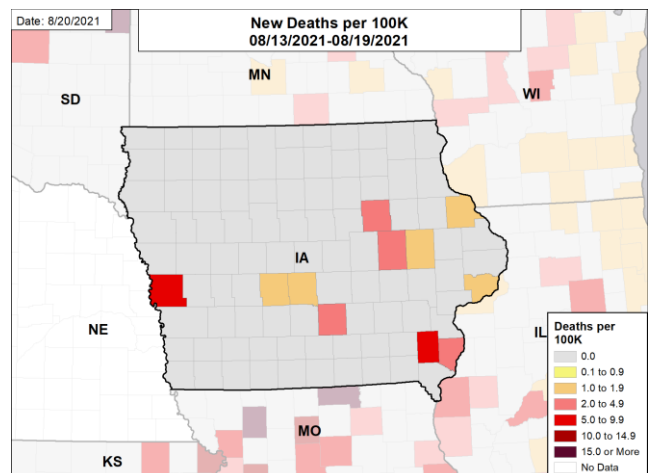 Date: 8/20/2021
New Deaths per 100K
08/13/2021-08/19/2021
MN
SD
WI
IA
NE
IL
MO
KS
Deaths per
100K
0.0
0.1 to 0.9
1.0 to 1.9
2.0 to 4.9
5.0 to 9.9
10.0 to 14.9
15.0 or More
No Data